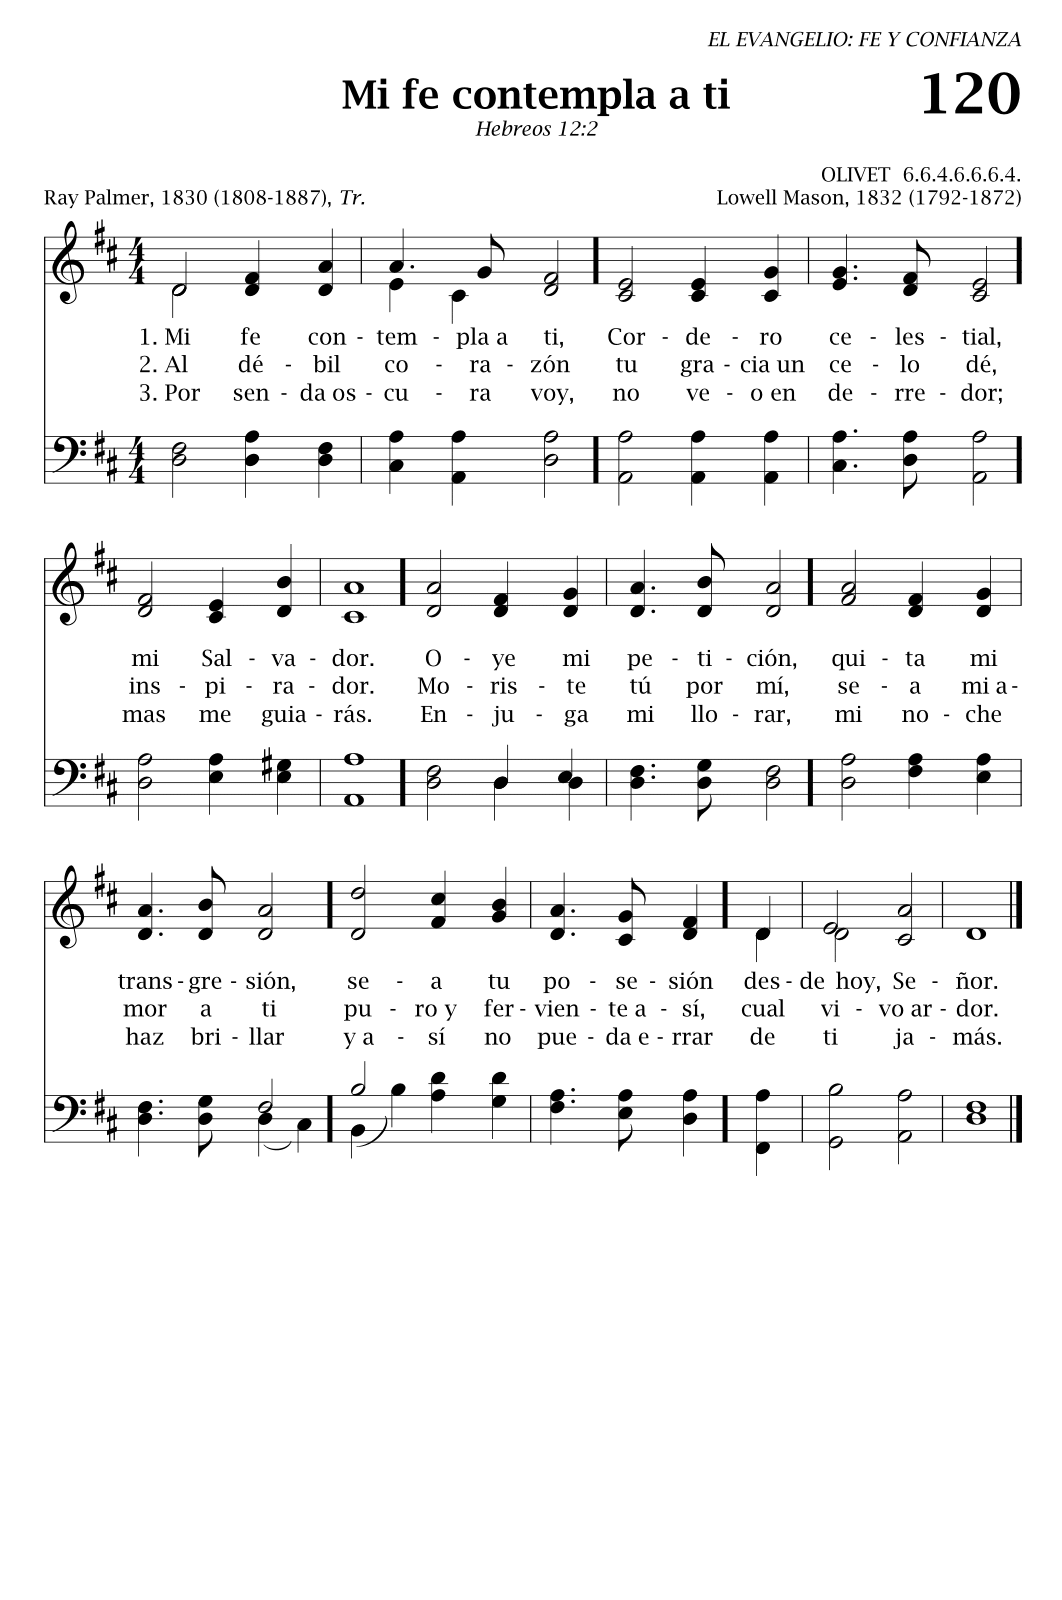 EL EVANGELIO: FE Y CONFIANZA
Mi fe contempla a ti
120
Hebreos 12:2
OLIVET 6.6.4.6.6.6.4.
Ray Palmer, 1830 (1808-1887), Tr.
Lowell Mason, 1832 (1792-1872)
1. Mi fe con - tem - pla a ti, Cor - de - ro ce - les - tial,
2. Al dé - bil co - ra - zón tu gra - cia un ce - lo dé,
3. Por sen - da os - cu - ra voy, no ve - o en de - rre - dor;
mi Sal - va - dor. O - ye mi pe - ti - ción, qui - ta mi
ins - pi - ra - dor. Mo - ris - te tú por mí, se - a mi a -
mas me guia - rás. En - ju - ga mi llo - rar, mi no - che
trans - gre - sión, se - a tu po - se - sión des - de hoy, Se - ñor.
mor a ti pu - ro y fer - vien - te a - sí, cual vi - vo ar - dor.
haz bri - llar y a - sí no pue - da e - rrar de ti ja - más.